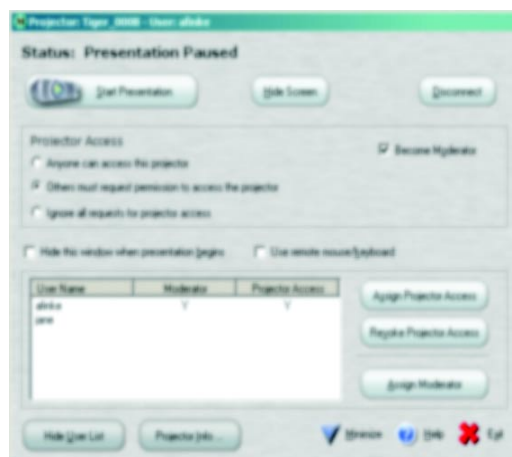 Projector: Tiger_0008 - User: alinke
Status: Presentation Paused
Start Presentation
Hide Screen
Disconnect
Projector Access
Become Moderator
Anyone can access this projector
Others must request permission to access the projector
Ignore all requests for projector access
Hide this window when presentation begins
Use remote mouse/keyboard
User Name Moderator Projector Access
alinke Y Y
Assign Projector Access
Revoke Projector Access
Assign Moderator
Hide User List
Projector Info ...
Minimize
Help
Exit